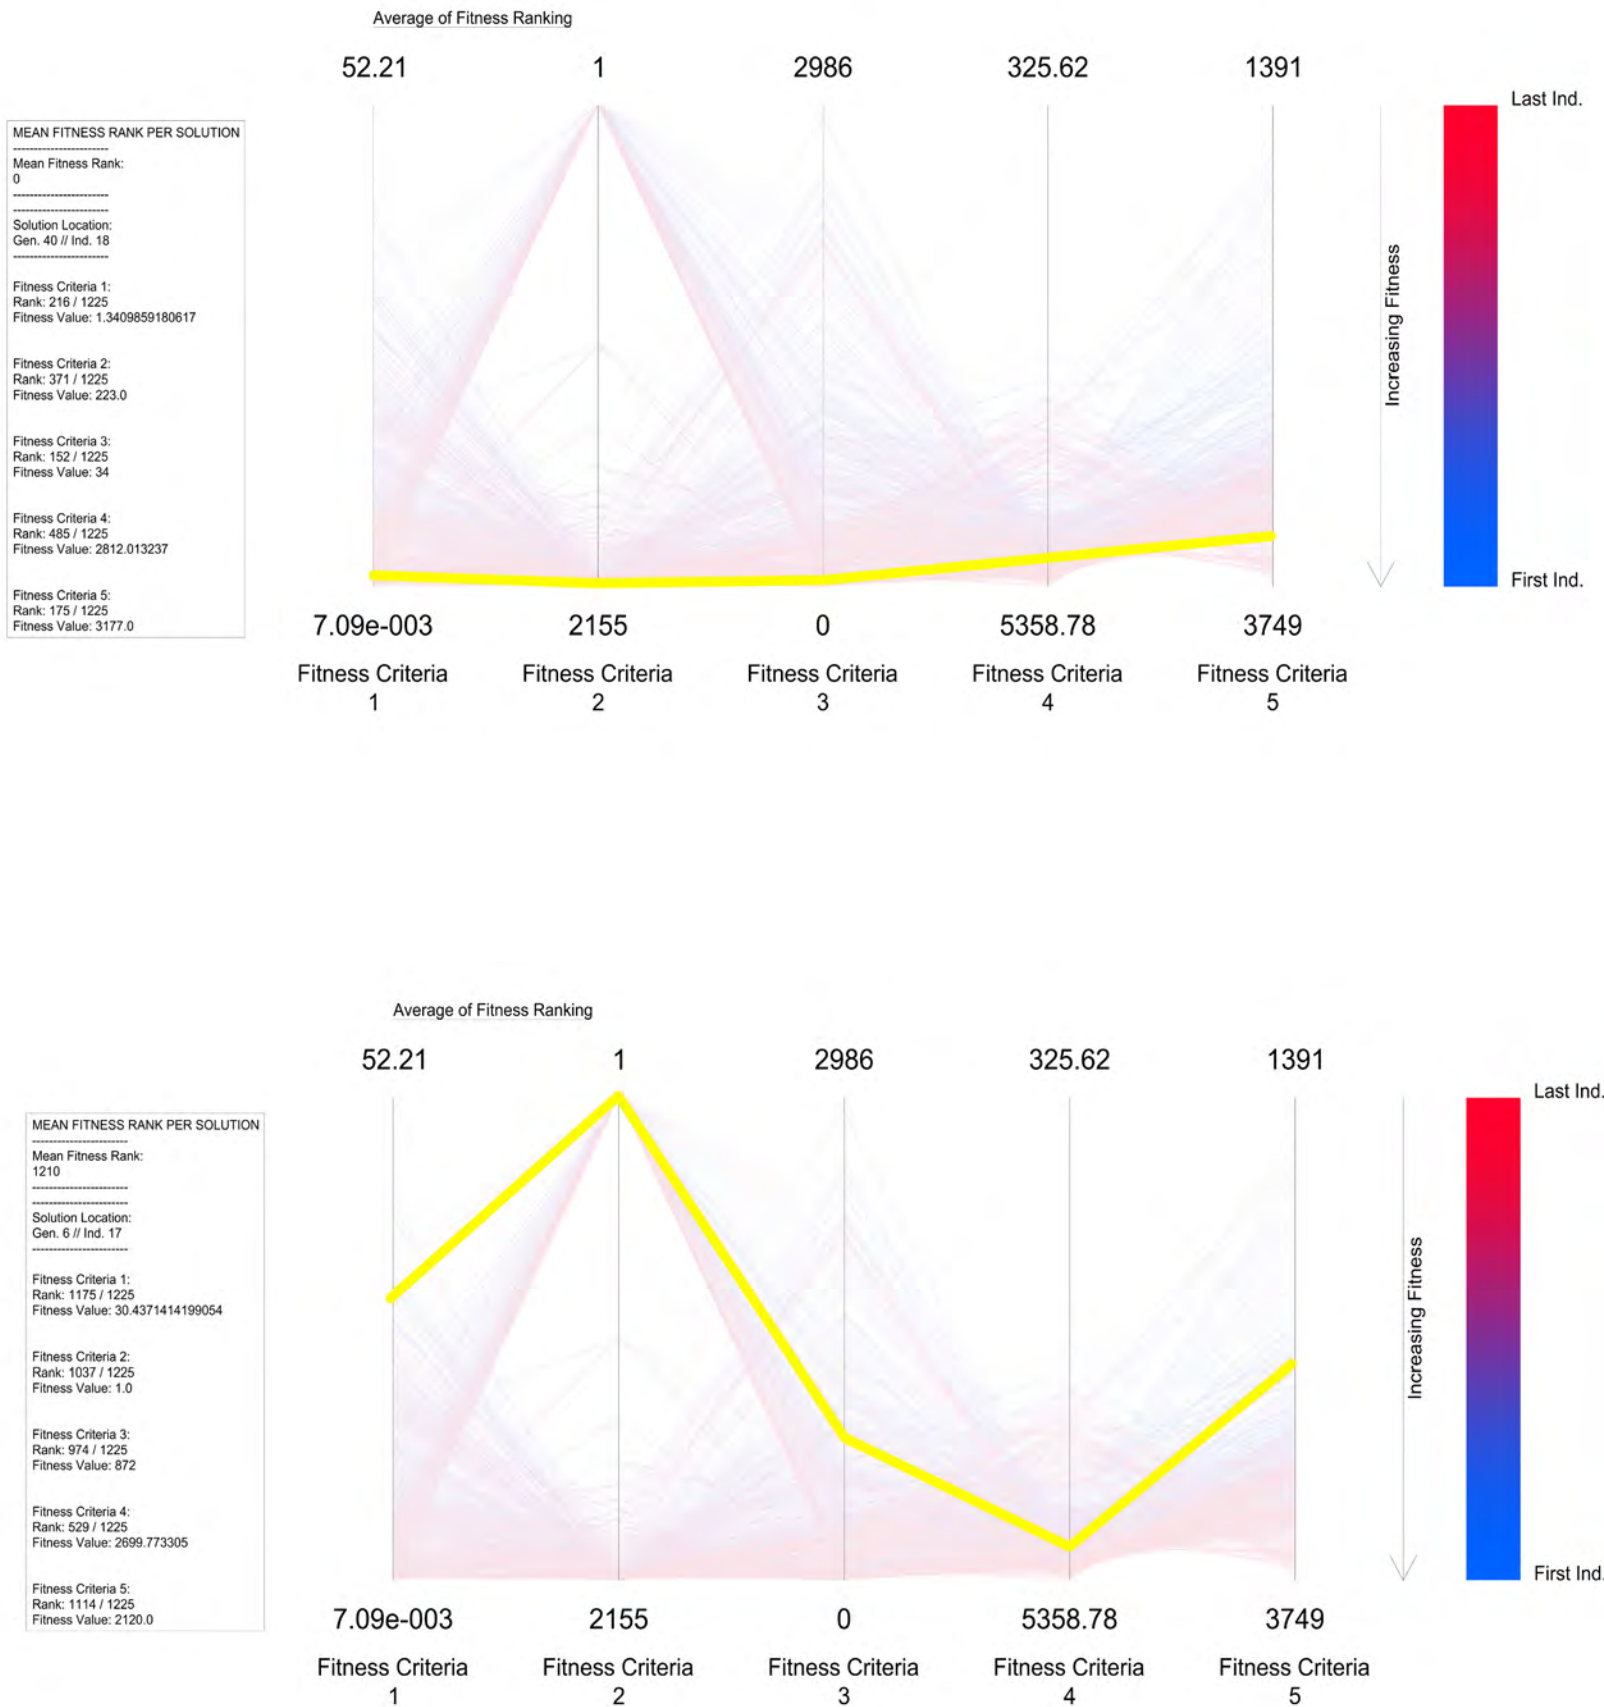 Average of Fitness Ranking
52.21 1 2986 325.62 1391
Last Ind.
MEAN FITNESS RANK PER SOLUTION
-----------------------
Mean Fitness Rank:
0
-----------------------
-----------------------
Solution Location:
Gen. 40 // Ind. 18
-----------------------
Fitness Criteria 1:
Rank: 216 / 1225
Fitness Value: 1.3409859180617
Fitness Criteria 2:
Rank: 371 / 1225
Fitness Value: 223.0
Fitness Criteria 3:
Rank: 152 / 1225
Fitness Value: 34
Fitness Criteria 4:
Rank: 485 / 1225
Fitness Value: 2812.013237
Fitness Criteria 5:
Rank: 175 / 1225
Fitness Value: 3177.0
Increasing Fitness
First Ind.
7.09e-003 2155 0 5358.78 3749
Fitness Criteria Fitness Criteria Fitness Criteria Fitness Criteria Fitness Criteria
1 2 3 4 5
Average of Fitness Ranking
52.21 1 2986 325.62 1391
Last Ind.
MEAN FITNESS RANK PER SOLUTION
-----------------------
Mean Fitness Rank:
1210
-----------------------
-----------------------
Solution Location:
Gen. 6 // Ind. 17
-----------------------
Fitness Criteria 1:
Rank: 1175 / 1225
Fitness Value: 30.4371414199054
Fitness Criteria 2:
Rank: 1037 / 1225
Fitness Value: 1.0
Fitness Criteria 3:
Rank: 974 / 1225
Fitness Value: 872
Fitness Criteria 4:
Rank: 529 / 1225
Fitness Value: 2699.773305
Fitness Criteria 5:
Rank: 1114 / 1225
Fitness Value: 2120.0
Increasing Fitness
First Ind.
7.09e-003 2155 0 5358.78 3749
Fitness Criteria Fitness Criteria Fitness Criteria Fitness Criteria Fitness Criteria
1 2 3 4 5